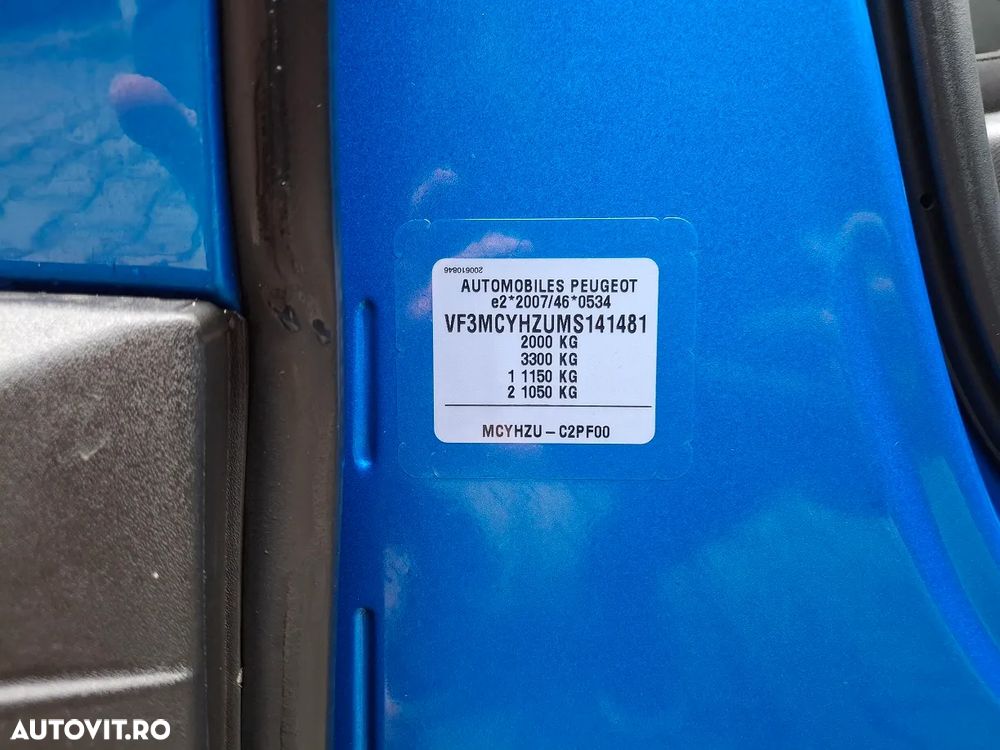 200610846
AUTOMOBILES PEUGEOT
e2*2007/46*0534
VF3MCYHZUMS141481
2000 KG
3300 KG
1 1150 KG
2 1050 KG
MCYHZU – C2PF00
AUTOVIT.RO